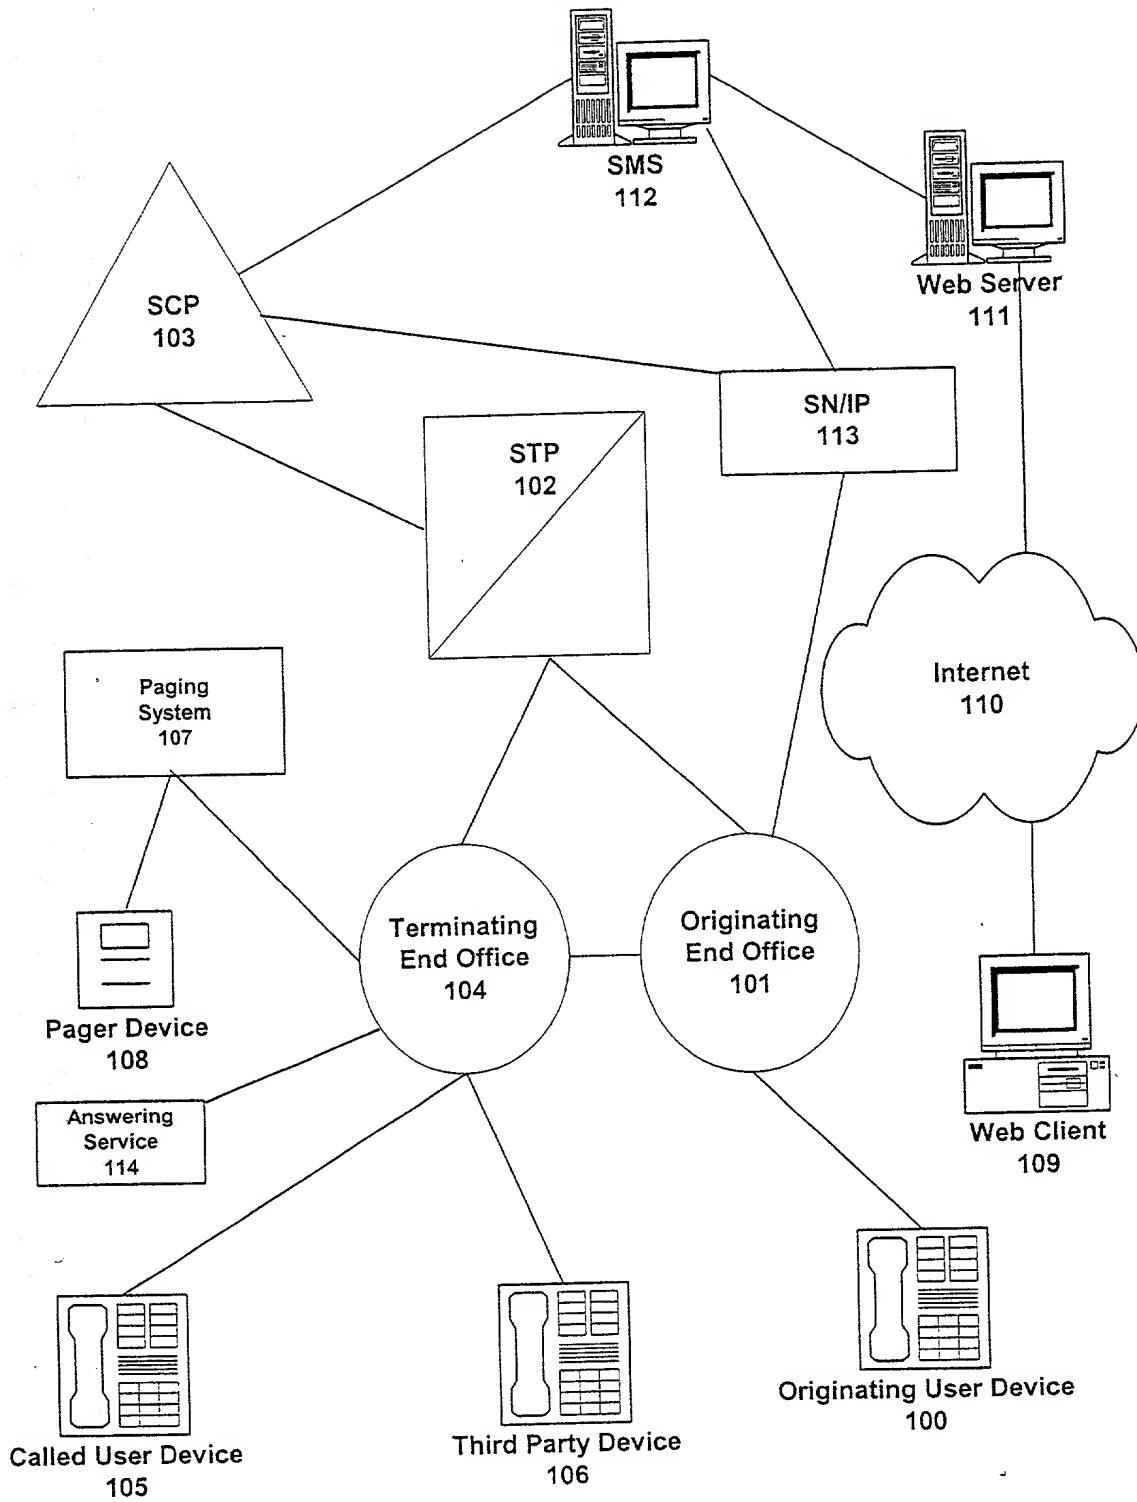 SMS
112
Web Server
111
SCP
103
SN/IP
113
STP
102
Internet
110
Paging
System
107
Terminating
End Office
104
Originating
End Office
101
Pager Device
108
Answering
Service
114
Web Client
109
Originating User Device
100
Third Party Device
106
Called User Device
105